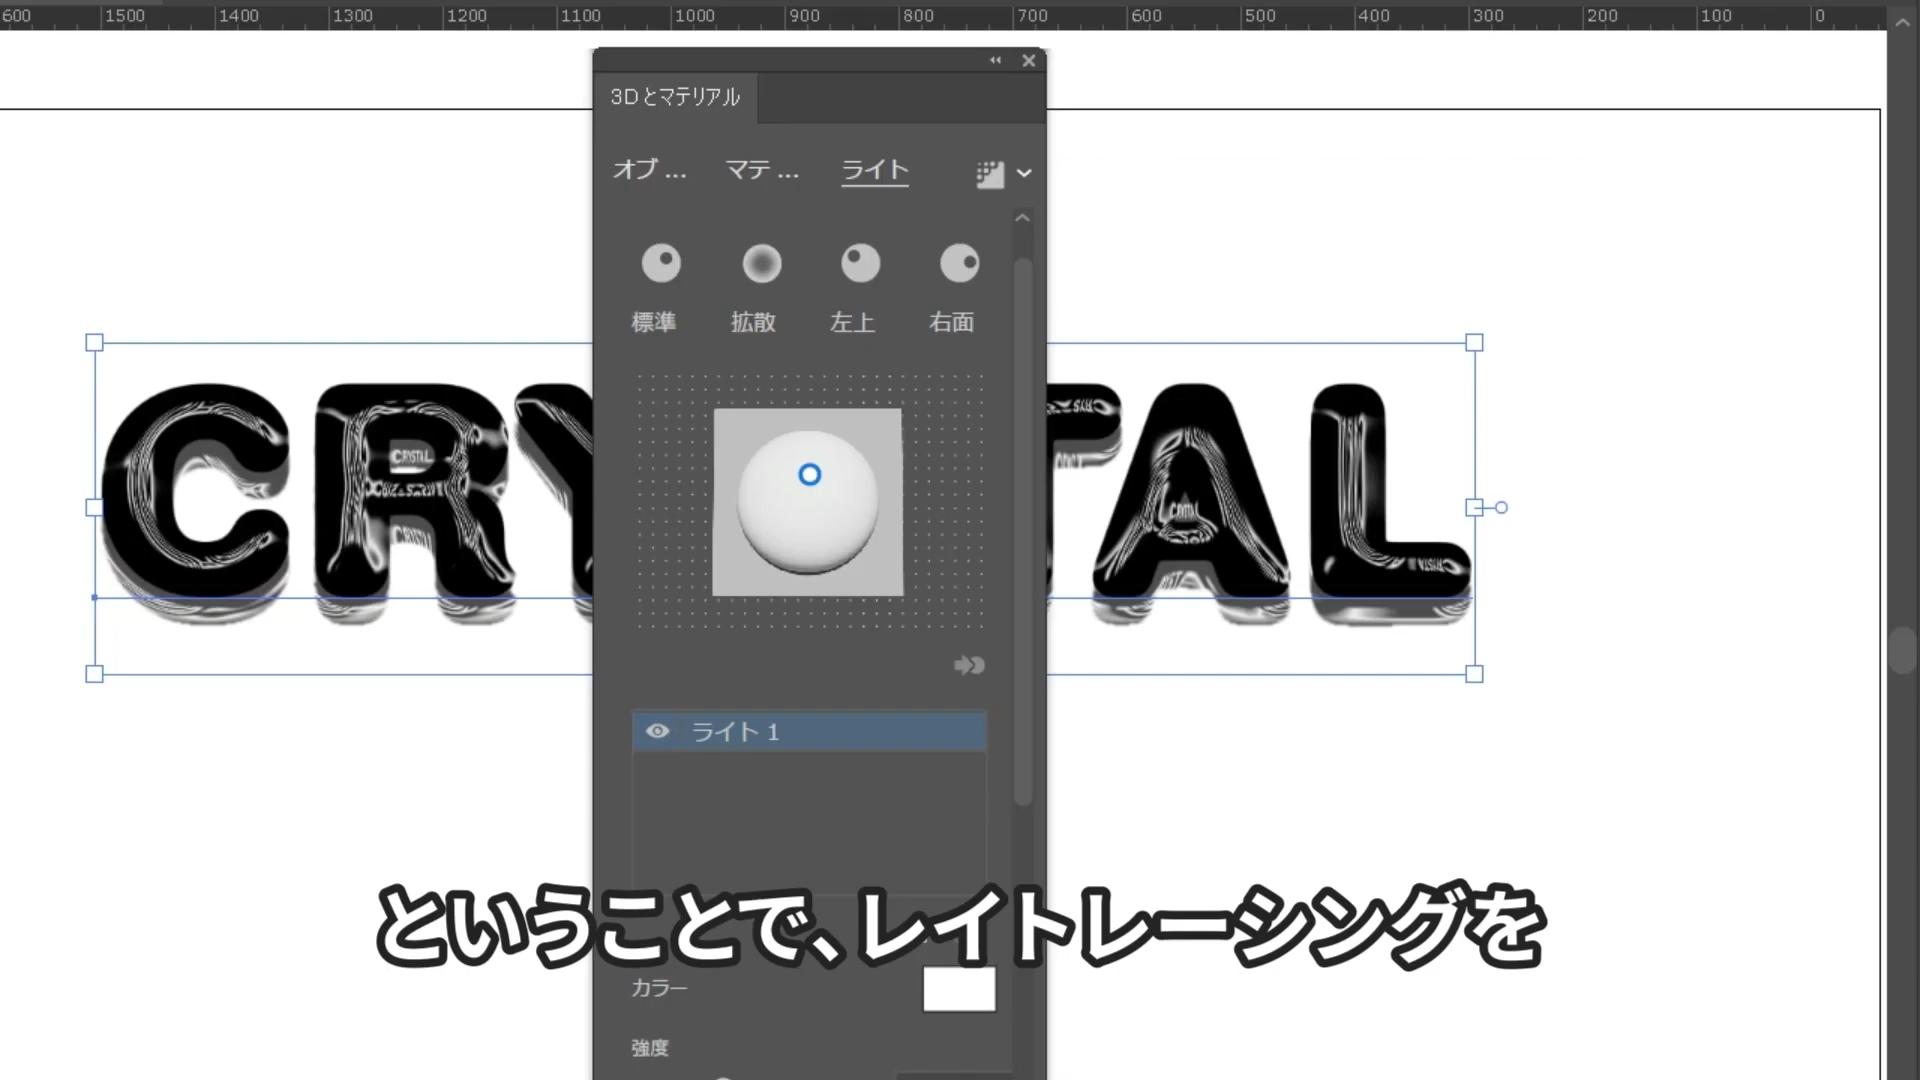 600 1500 1400 1300 1200 1100 1000 900 800 700 600 500 400 300 200 100 0
3Dとマテリアル
オブ ... マテ ... ライト
標準 拡散 左上 右面
CRY TAL
ライト 1
ということで、レイトレーシングを
カラー
強度